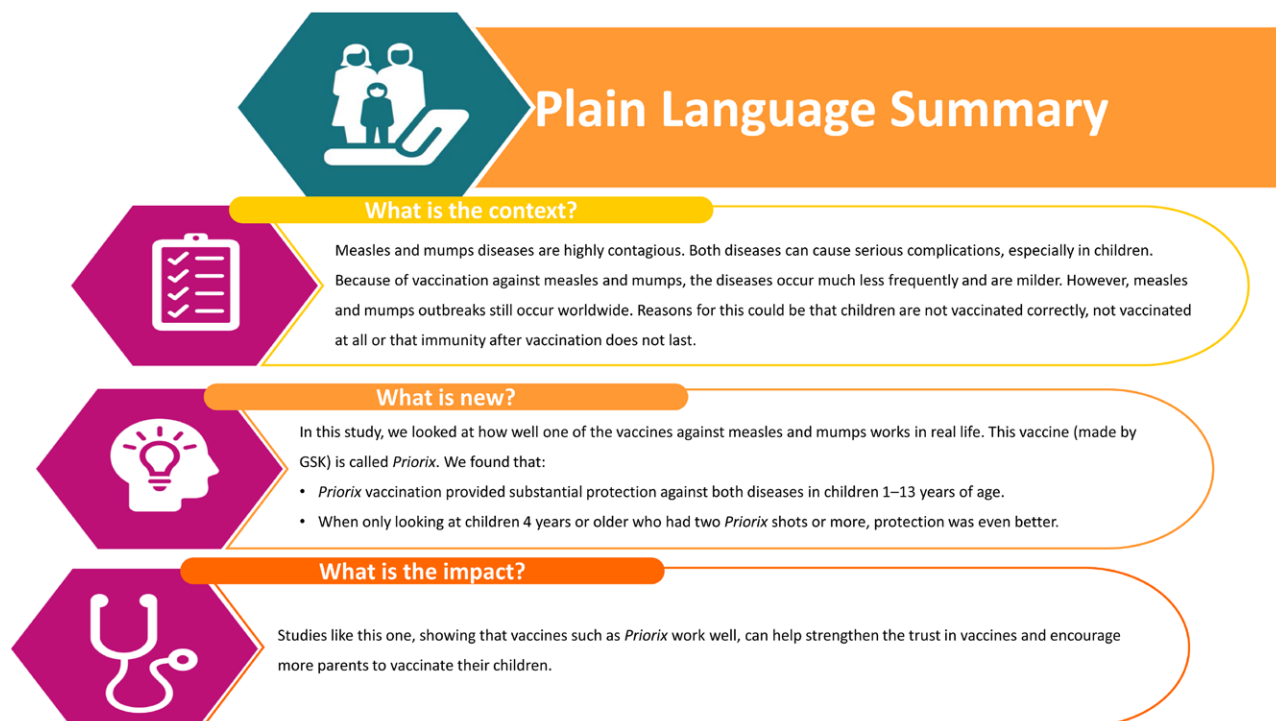 Plain Language Summary
What is the context?
Measles and mumps diseases are highly contagious. Both diseases can cause serious complications, especially in children.
Because of vaccination against measles and mumps, the diseases occur much less frequently and are milder. However, measles
and mumps outbreaks still occur worldwide. Reasons for this could be that children are not vaccinated correctly, not vaccinated
at all or that immunity after vaccination does not last.
What is new?
In this study, we looked at how well one of the vaccines against measles and mumps works in real life. This vaccine (made by
GSK) is called Priorix. We found that:
• Priorix vaccination provided substantial protection against both diseases in children 1–13 years of age.
• When only looking at children 4 years or older who had two Priorix shots or more, protection was even better.
What is the impact?
Studies like this one, showing that vaccines such as Priorix work well, can help strengthen the trust in vaccines and encourage
more parents to vaccinate their children.